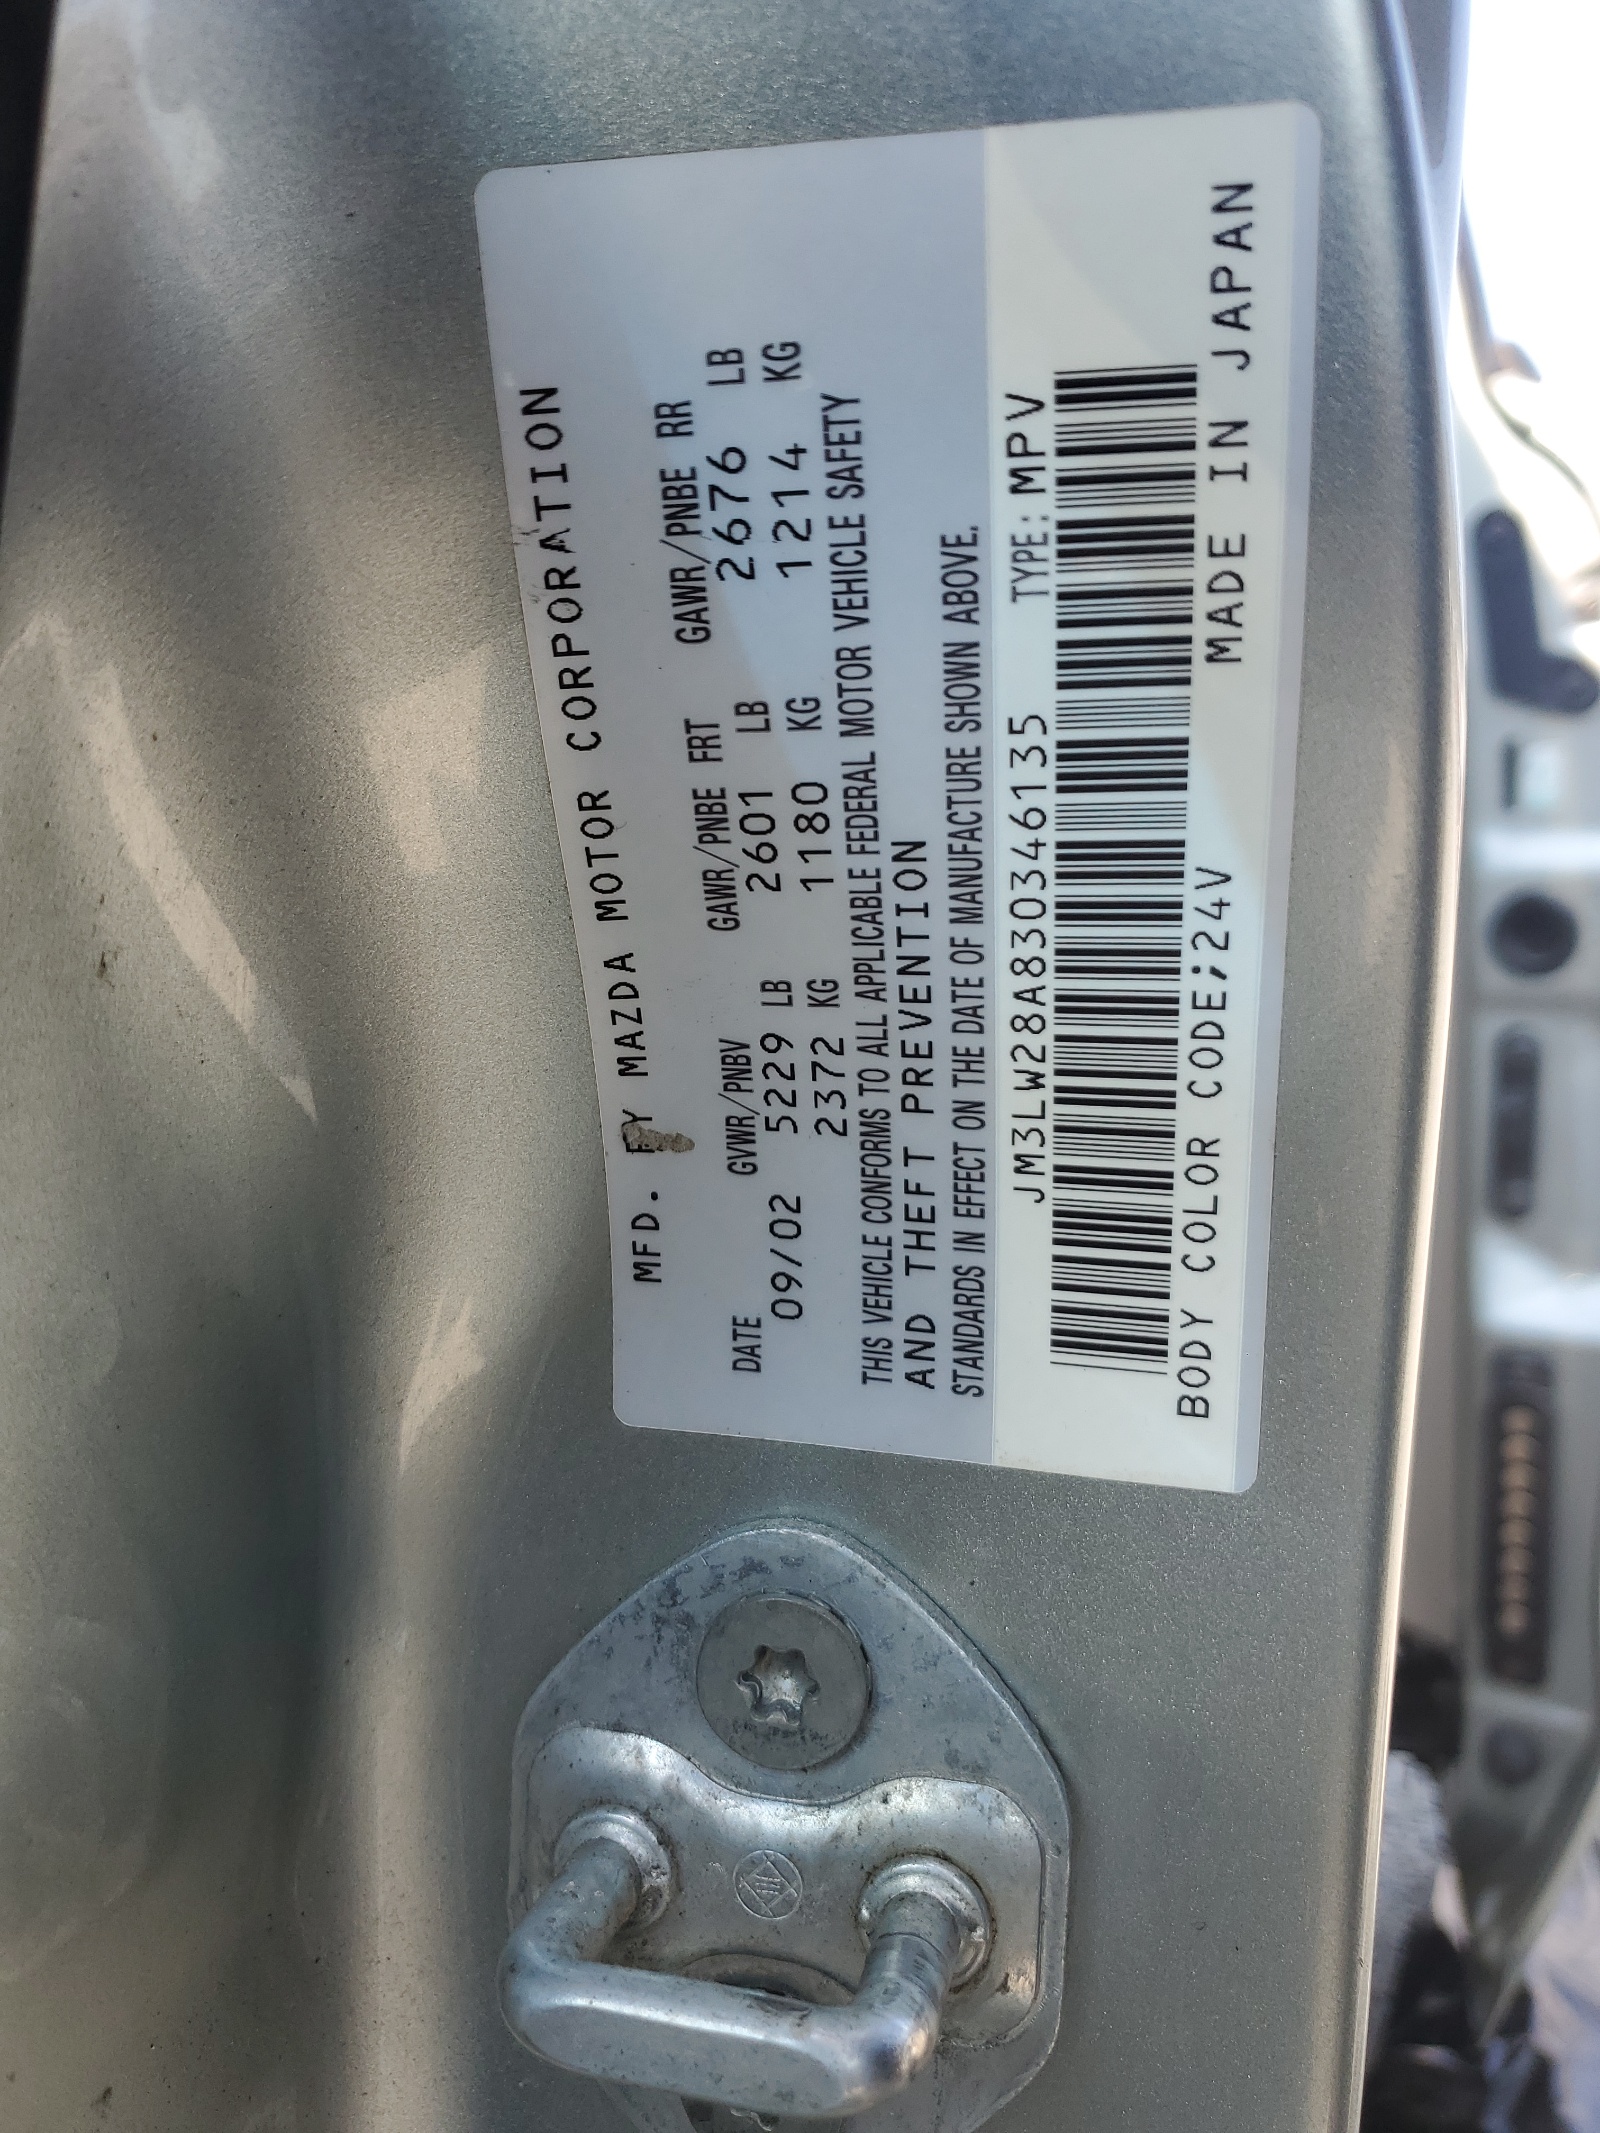 MFD. BY MAZDA MOTOR CORPORATION
DATE GVWR/PNBV GAWR/PNBE FRT GAWR/PNBE RR
09/02 5229 LB 2601 LB 2676 LB
2372 KG 1180 KG 1214 KG
THIS VEHICLE CONFORMS TO ALL APPLICABLE FEDERAL MOTOR VEHICLE SAFETY
AND THEFT PREVENTION
STANDARDS IN EFFECT ON THE DATE OF MANUFACTURE SHOWN ABOVE.
JM3LW28A830346135 TYPE: MPV
BODY COLOR CODE;24V MADE IN JAPAN